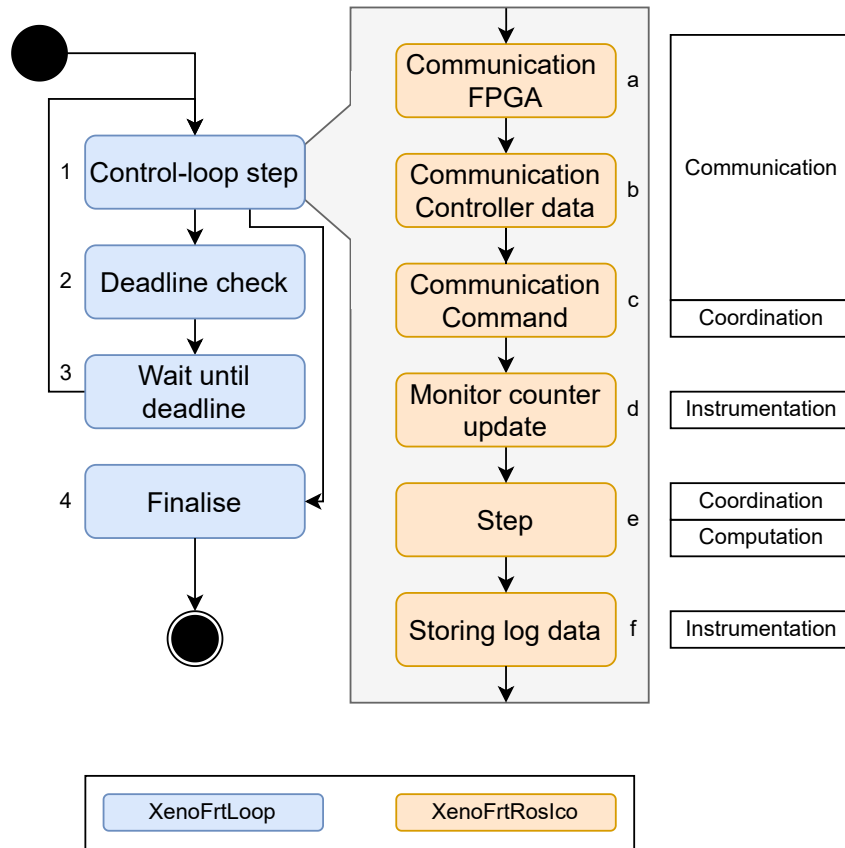 1
Control-loop step
2
Deadline check
3
Wait until
deadline
4
Finalise
Communication
FPGA
a
Communication
Controller data
b
Communication
Command
c
Monitor counter
update
d
Step
e
Storing log data
f
Communication
Coordination
Instrumentation
Coordination
Computation
Instrumentation
XenoFrtLoop
XenoFrtRosIco